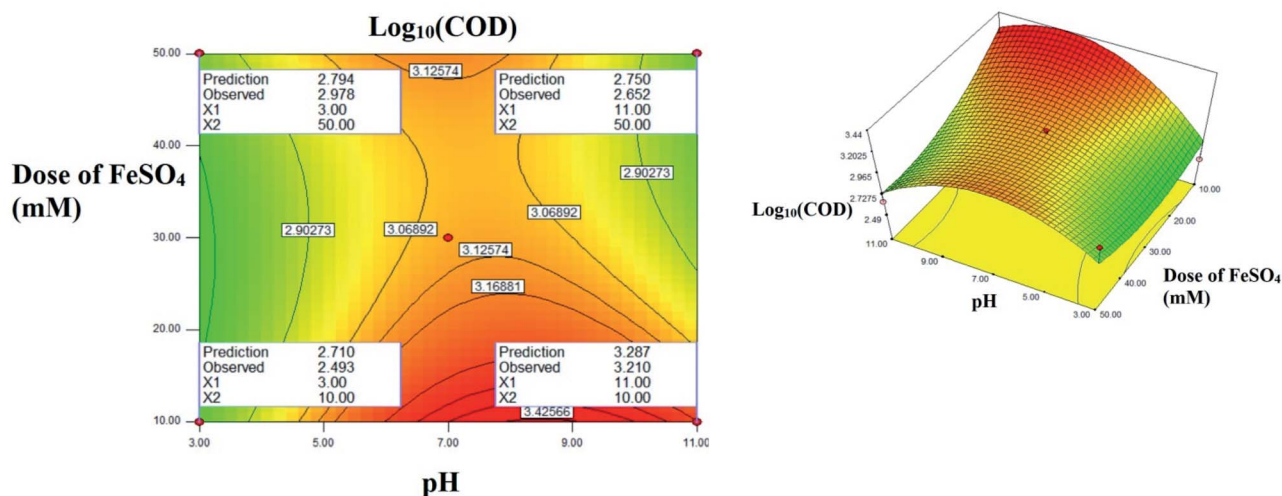 Log₁₀(COD)
50.00
40.00
30.00
20.00
10.00
Dose of FeSO₄
(mM)
3.12574
Prediction 2.794
Observed 2.978
X1 3.00
X2 50.00
Prediction 2.750
Observed 2.652
X1 11.00
X2 50.00
2.90273
3.06892
2.90273
3.06892
3.12574
3.16881
Prediction 2.710
Observed 2.493
X1 3.00
X2 10.00
Prediction 3.287
Observed 3.210
X1 11.00
X2 10.00
3.42566
3.00 5.00 7.00 9.00 11.00
pH
3.44
3.2025
2.965
2.7275
2.49
Log₁₀(COD)
11.00
9.00
7.00
5.00
3.00
pH
10.00
20.00
30.00
40.00
50.00
Dose of FeSO₄
(mM)